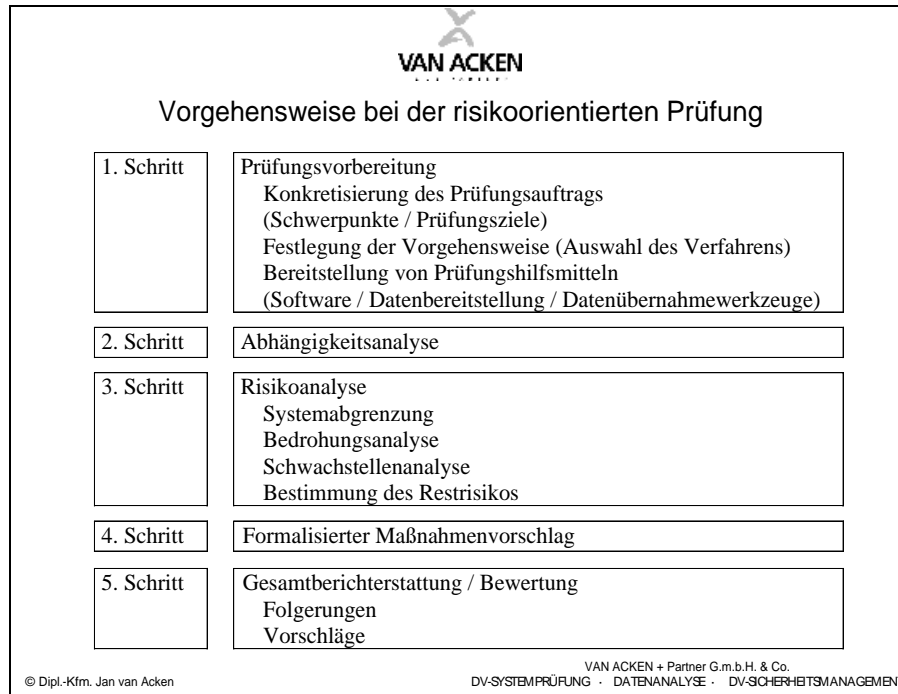 VAN ACKEN
Vorgehensweise bei der risikoorientierten Prüfung
1. Schritt
Prüfungsvorbereitung
Konkretisierung des Prüfungsauftrags
(Schwerpunkte / Prüfungsziele)
Festlegung der Vorgehensweise (Auswahl des Verfahrens)
Bereitstellung von Prüfungshilfsmitteln
(Software / Datenbereitstellung / Datenübernahmewerkzeuge)
2. Schritt
Abhängigkeitsanalyse
3. Schritt
Risikoanalyse
Systemabgrenzung
Bedrohungsanalyse
Schwachstellenanalyse
Bestimmung des Restrisikos
4. Schritt
Formalisierter Maßnahmenvorschlag
5. Schritt
Gesamtberichterstattung / Bewertung
Folgerungen
Vorschläge
© Dipl.-Kfm. Jan van Acken
VAN ACKEN + Partner G.m.b.H. & Co.
DV-SYSTEMPRÜFUNG · DATENANALYSE · DV-SICHERHEITSMANAGEMEN